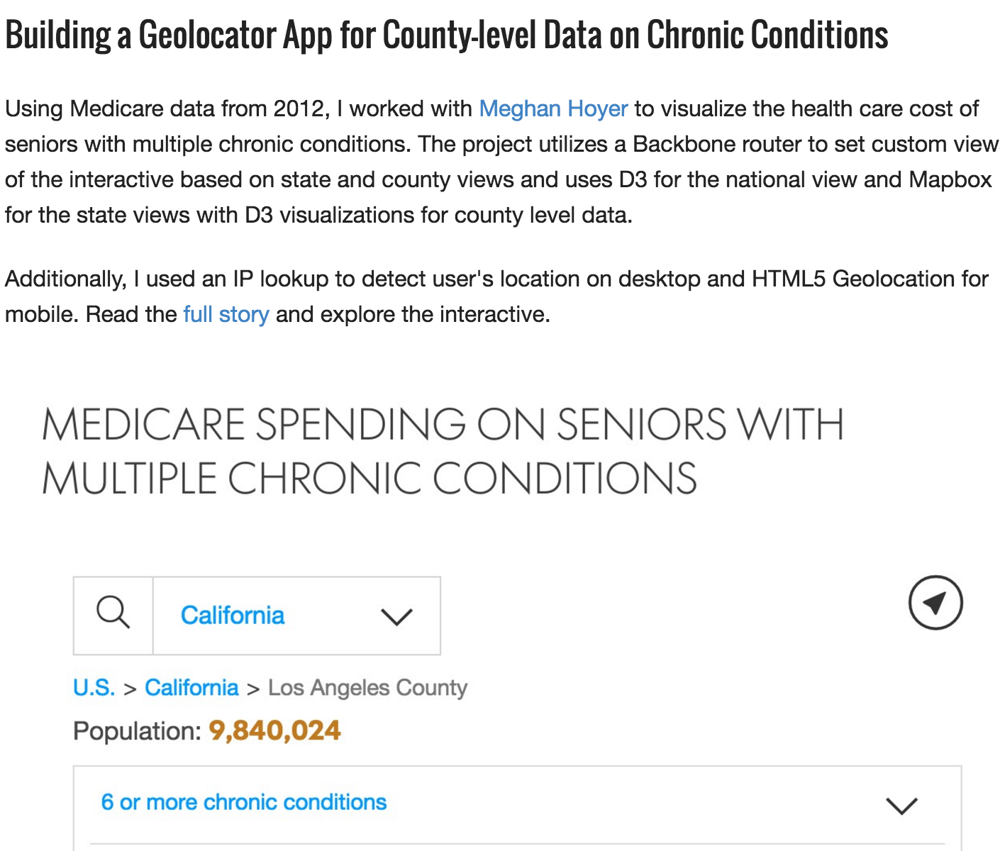 Building a Geolocator App for County-level Data on Chronic Conditions
Using Medicare data from 2012, I worked with Meghan Hoyer to visualize the health care cost of
seniors with multiple chronic conditions. The project utilizes a Backbone router to set custom view
of the interactive based on state and county views and uses D3 for the national view and Mapbox
for the state views with D3 visualizations for county level data.
Additionally, I used an IP lookup to detect user's location on desktop and HTML5 Geolocation for
mobile. Read the full story and explore the interactive.
MEDICARE SPENDING ON SENIORS WITH
MULTIPLE CHRONIC CONDITIONS
California
U.S. > California > Los Angeles County
Population: 9,840,024
6 or more chronic conditions